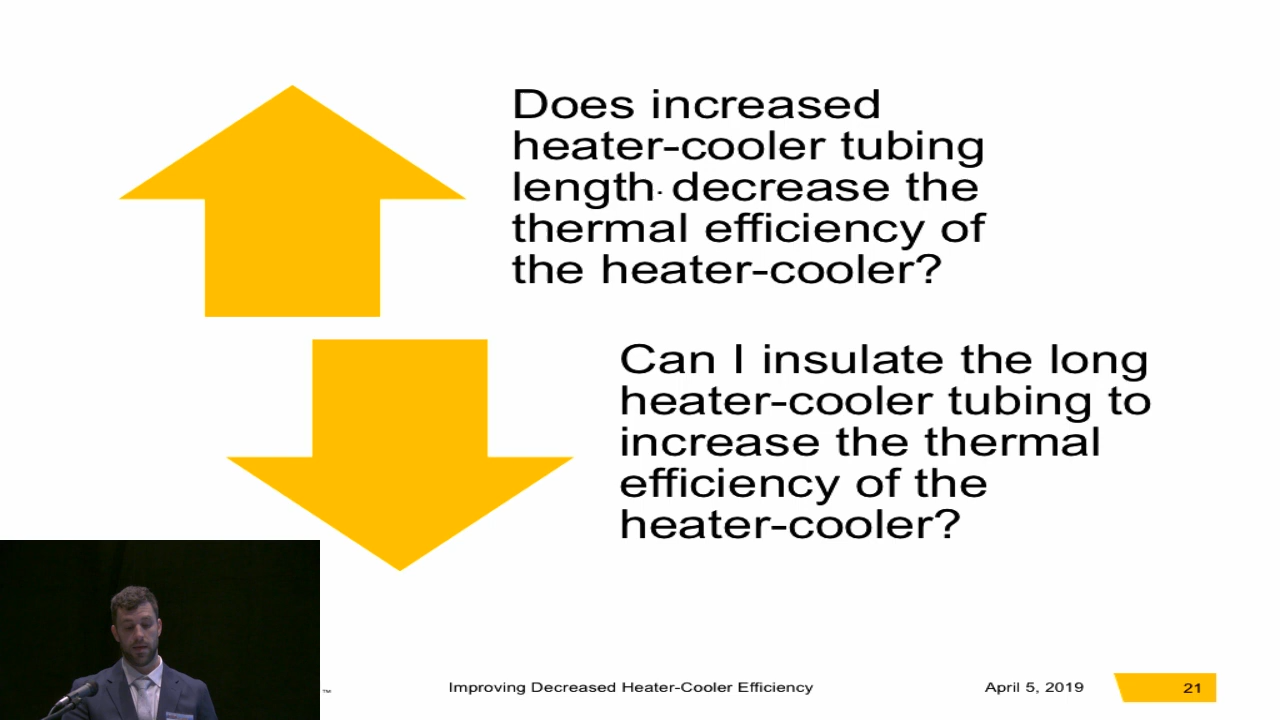 Does increased
heater-cooler tubing
length decrease the
thermal efficiency of
the heater-cooler?
Can I insulate the long
heater-cooler tubing to
increase the thermal
efficiency of the
heater-cooler?
™
Improving Decreased Heater-Cooler Efficiency
April 5, 2019
21